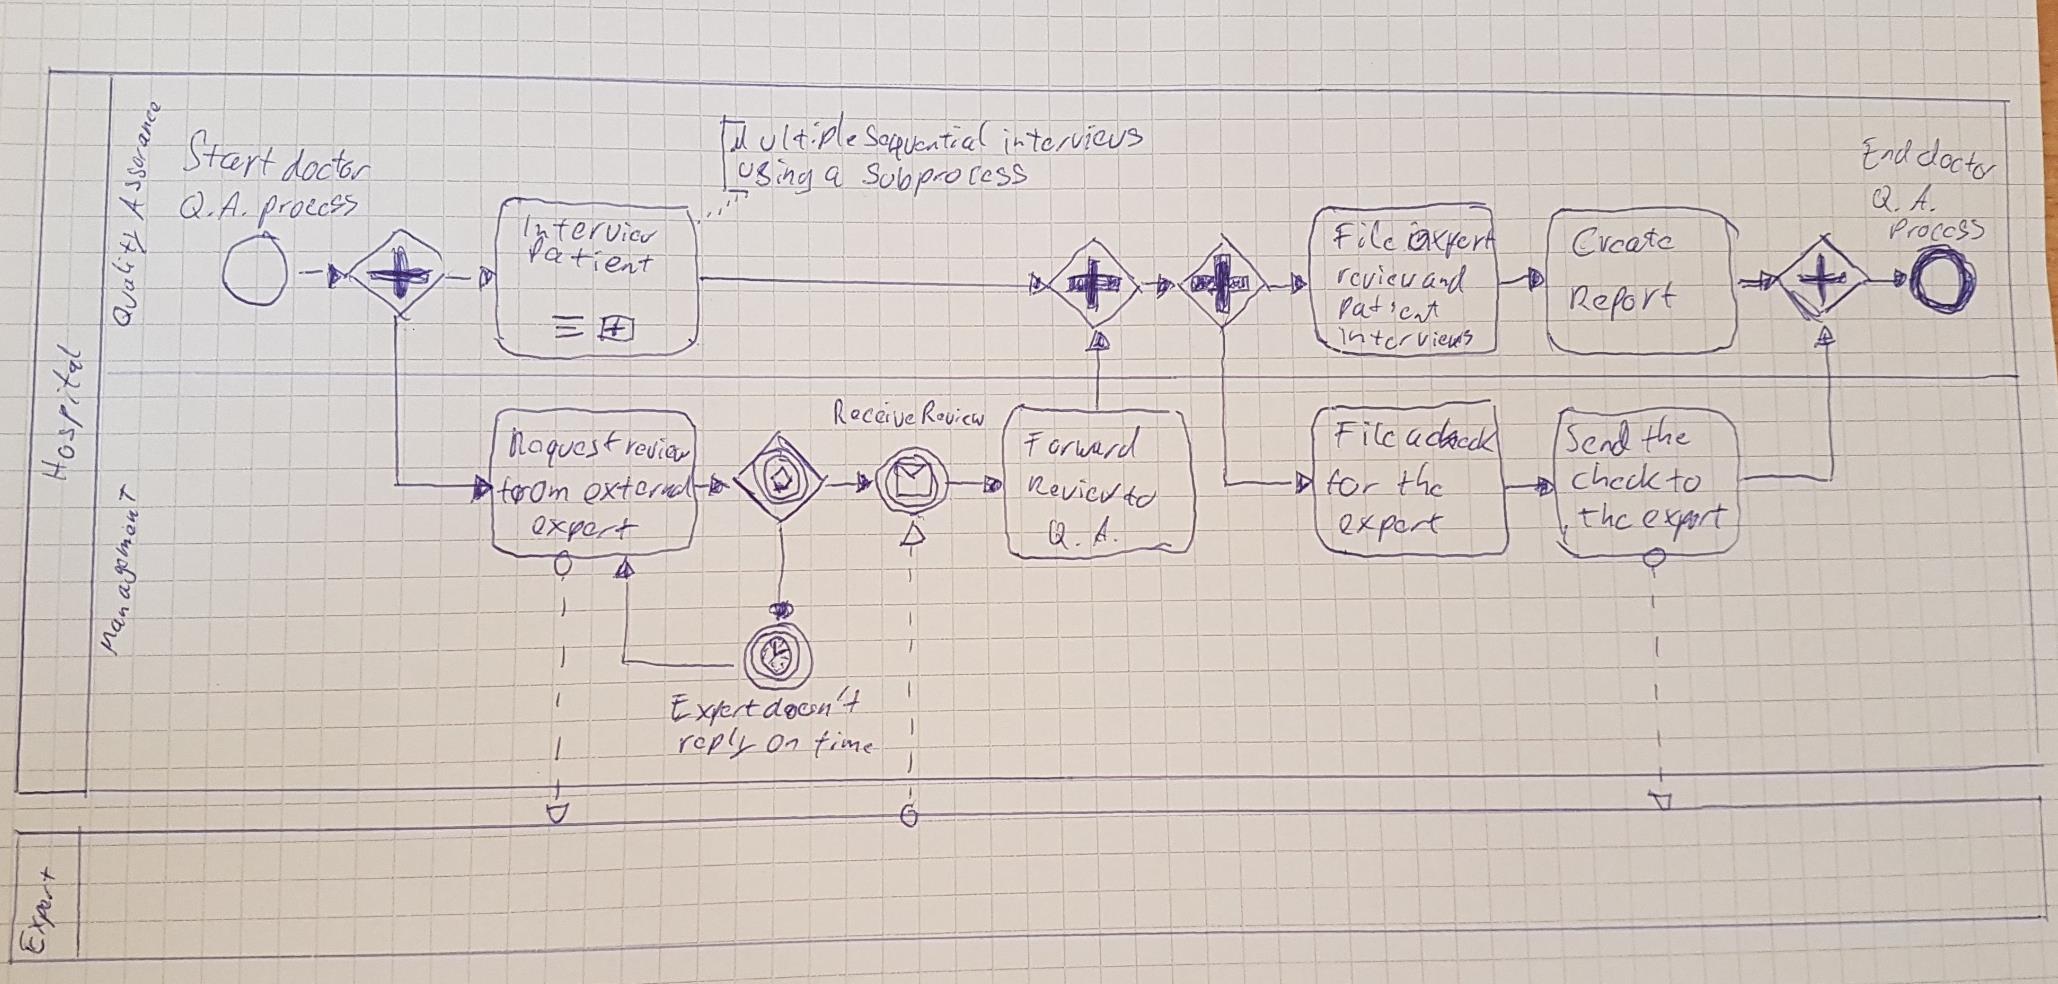 Hospital
Quality Assurance
Start doctor
Q.A. process
Interview
Patient
Multiple Sequential interviews
using a Subprocess
File expert
review and
patient
interviews
Create
Report
End doctor
Q.A.
Process
Management
Request review
from external
expert
Receive Review
Expert doesn't
reply on time
Forward
Review to
Q.A.
File a check
for the
expert
Send the
check to
the expert
Expert